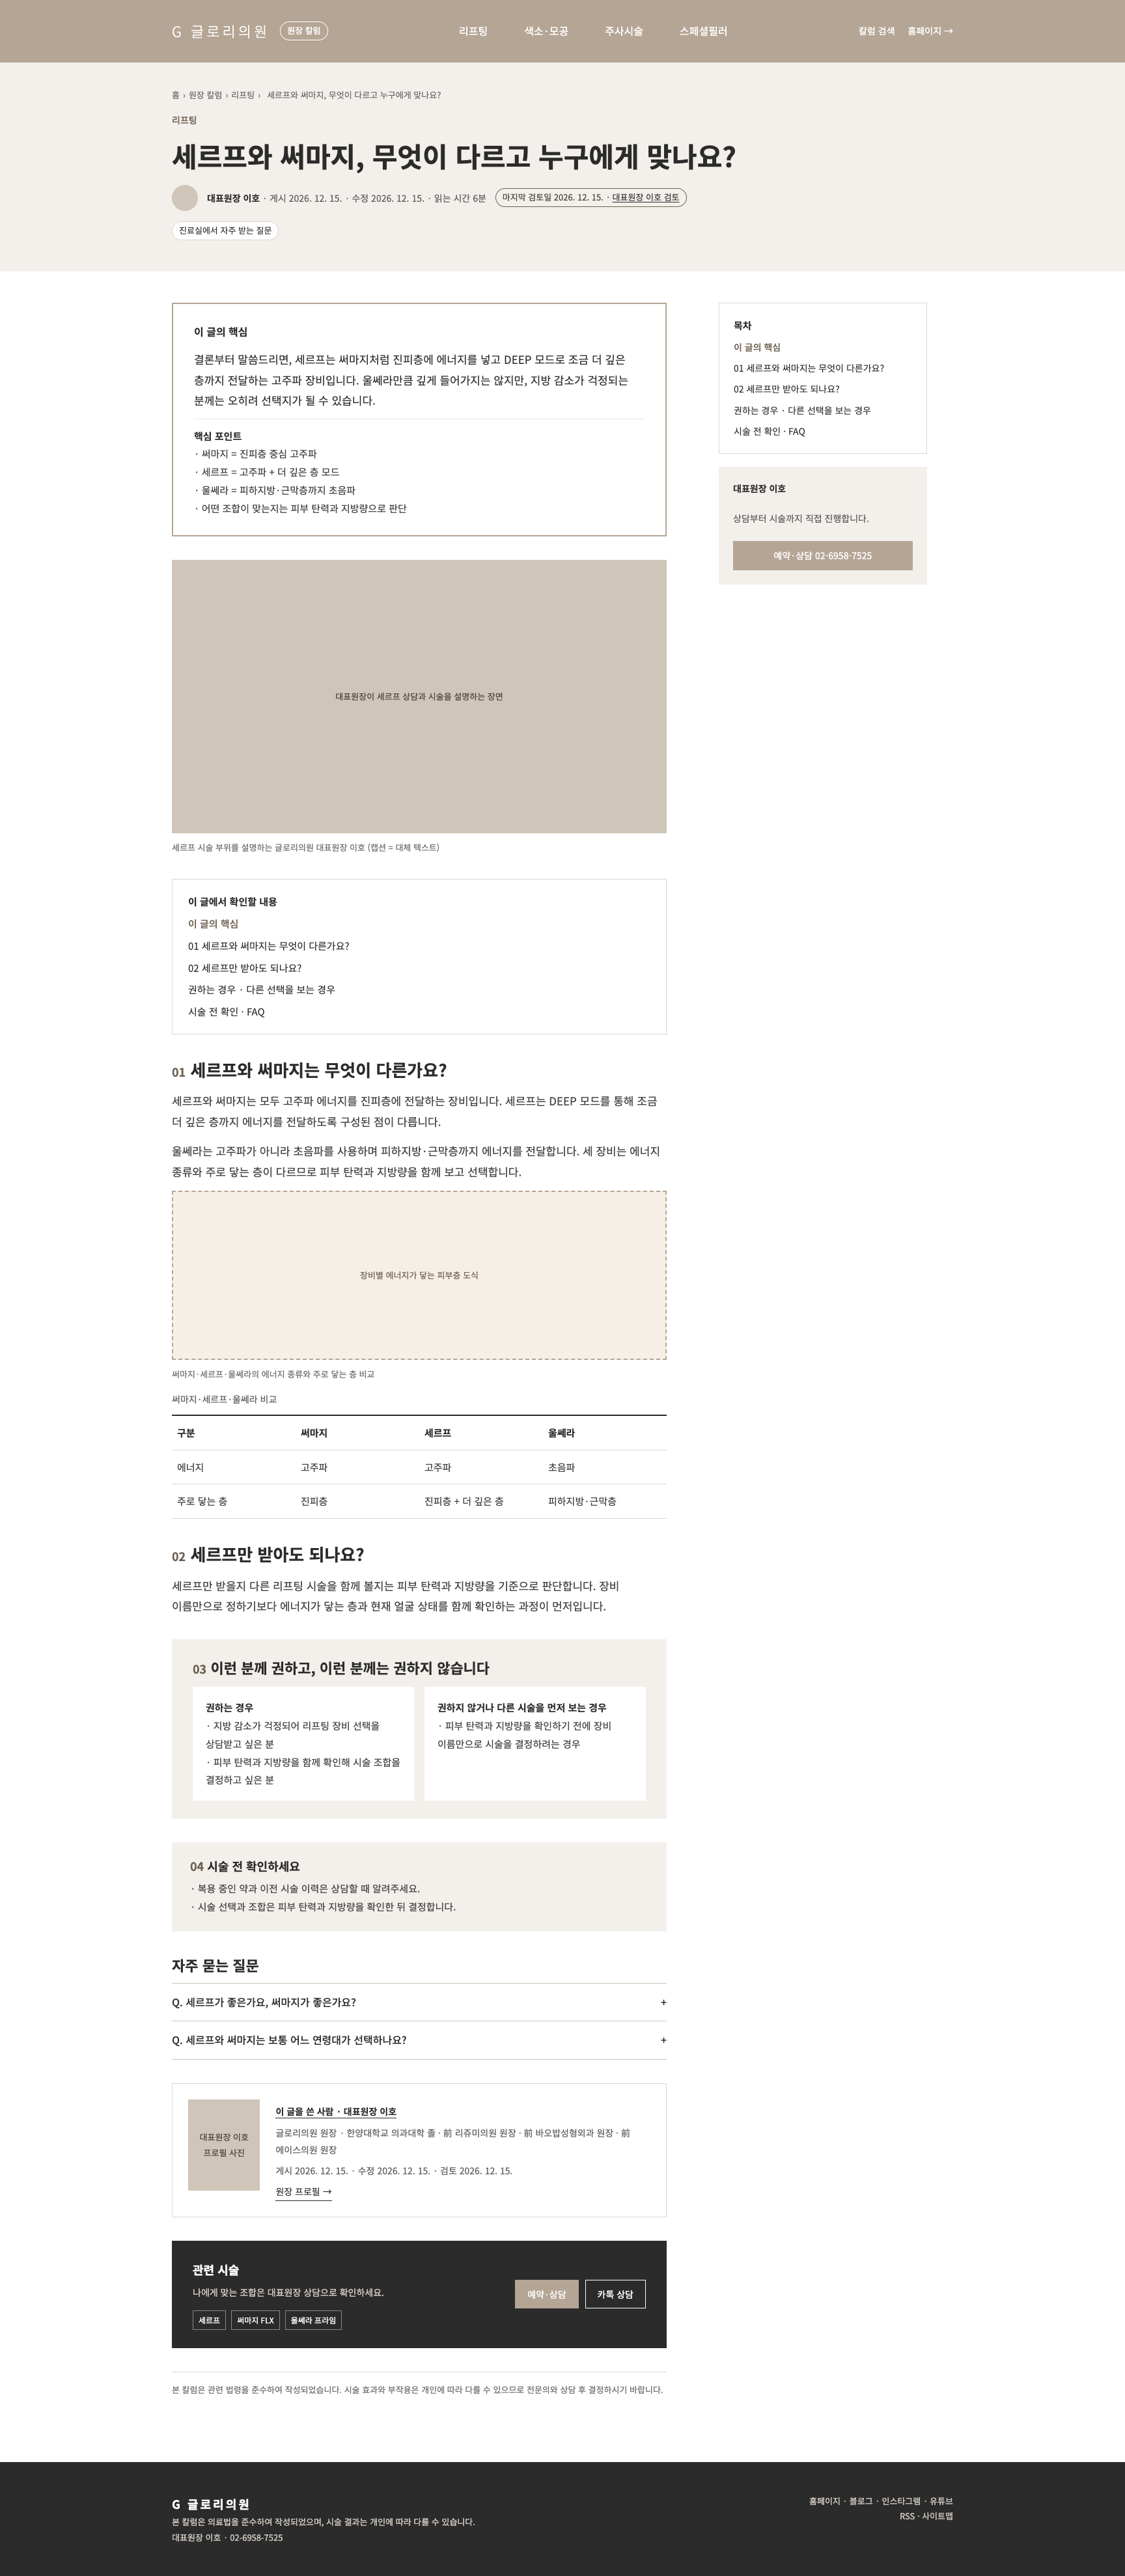 G 글로리의원 원장 칼럼 리프팅 색소·모공 주사시술 스페셜필러 칼럼 검색 홈페이지 →
홈 › 원장 칼럼 › 리프팅 › 세르프와 써마지, 무엇이 다르고 누구에게 맞나요?
리프팅
세르프와 써마지, 무엇이 다르고 누구에게 맞나요?
대표원장 이호 · 게시 2026. 12. 15. · 수정 2026. 12. 15. · 읽는 시간 6분 마지막 검토일 2026. 12. 15. · 대표원장 이호 검토
진료실에서 자주 받는 질문
이 글의 핵심
결론부터 말씀드리면, 세르프는 써마지처럼 진피층에 에너지를 넣고 DEEP 모드로 조금 더 깊은
층까지 전달하는 고주파 장비입니다. 울쎄라만큼 깊게 들어가지는 않지만, 지방 감소가 걱정되는
분께는 오히려 선택지가 될 수 있습니다.
핵심 포인트
· 써마지 = 진피층 중심 고주파
· 세르프 = 고주파 + 더 깊은 층 모드
· 울쎄라 = 피하지방·근막층까지 초음파
· 어떤 조합이 맞는지는 피부 탄력과 지방량으로 판단
목차
이 글의 핵심
01 세르프와 써마지는 무엇이 다른가요?
02 세르프만 받아도 되나요?
권하는 경우 · 다른 선택을 보는 경우
시술 전 확인 · FAQ
대표원장 이호
상담부터 시술까지 직접 진행합니다.
예약·상담 02-6958-7525
대표원장이 세르프 상담과 시술을 설명하는 장면
세르프 시술 부위를 설명하는 글로리의원 대표원장 이호 (캡션 = 대체 텍스트)
이 글에서 확인할 내용
이 글의 핵심
01 세르프와 써마지는 무엇이 다른가요?
02 세르프만 받아도 되나요?
권하는 경우 · 다른 선택을 보는 경우
시술 전 확인 · FAQ
01 세르프와 써마지는 무엇이 다른가요?
세르프와 써마지는 모두 고주파 에너지를 진피층에 전달하는 장비입니다. 세르프는 DEEP 모드를 통해 조금
더 깊은 층까지 에너지를 전달하도록 구성된 점이 다릅니다.
울쎄라는 고주파가 아니라 초음파를 사용하며 피하지방·근막층까지 에너지를 전달합니다. 세 장비는 에너지
종류와 주로 닿는 층이 다르므로 피부 탄력과 지방량을 함께 보고 선택합니다.
장비별 에너지가 닿는 피부층 도식
써마지·세르프·울쎄라의 에너지 종류와 주로 닿는 층 비교
써마지·세르프·울쎄라 비교
구분 써마지 세르프 울쎄라
에너지 고주파 고주파 초음파
주로 닿는 층 진피층 진피층 + 더 깊은 층 피하지방·근막층
02 세르프만 받아도 되나요?
세르프만 받을지 다른 리프팅 시술을 함께 볼지는 피부 탄력과 지방량을 기준으로 판단합니다. 장비
이름만으로 정하기보다 에너지가 닿는 층과 현재 얼굴 상태를 함께 확인하는 과정이 먼저입니다.
03 이런 분께 권하고, 이런 분께는 권하지 않습니다
권하는 경우
· 지방 감소가 걱정되어 리프팅 장비 선택을
상담받고 싶은 분
· 피부 탄력과 지방량을 함께 확인해 시술 조합을
결정하고 싶은 분
권하지 않거나 다른 시술을 먼저 보는 경우
· 피부 탄력과 지방량을 확인하기 전에 장비
이름만으로 시술을 결정하려는 경우
04 시술 전 확인하세요
· 복용 중인 약과 이전 시술 이력은 상담할 때 알려주세요.
· 시술 선택과 조합은 피부 탄력과 지방량을 확인한 뒤 결정합니다.
자주 묻는 질문
Q. 세르프가 좋은가요, 써마지가 좋은가요? +
Q. 세르프와 써마지는 보통 어느 연령대가 선택하나요? +
대표원장 이호
프로필 사진
이 글을 쓴 사람 · 대표원장 이호
글로리의원 원장 · 한양대학교 의과대학 졸 · 前 리쥬미의원 원장 · 前 바오밥성형외과 원장 · 前
에이스의원 원장
게시 2026. 12. 15. · 수정 2026. 12. 15. · 검토 2026. 12. 15.
원장 프로필 →
관련 시술
나에게 맞는 조합은 대표원장 상담으로 확인하세요.
세르프 써마지 FLX 울쎄라 프라임
예약·상담 카톡 상담
본 칼럼은 관련 법령을 준수하여 작성되었습니다. 시술 효과와 부작용은 개인에 따라 다를 수 있으므로 전문의와 상담 후 결정하시기 바랍니다.
G 글로리의원
본 칼럼은 의료법을 준수하여 작성되었으며, 시술 결과는 개인에 따라 다를 수 있습니다.
대표원장 이호 · 02-6958-7525
홈페이지 · 블로그 · 인스타그램 · 유튜브
RSS · 사이트맵